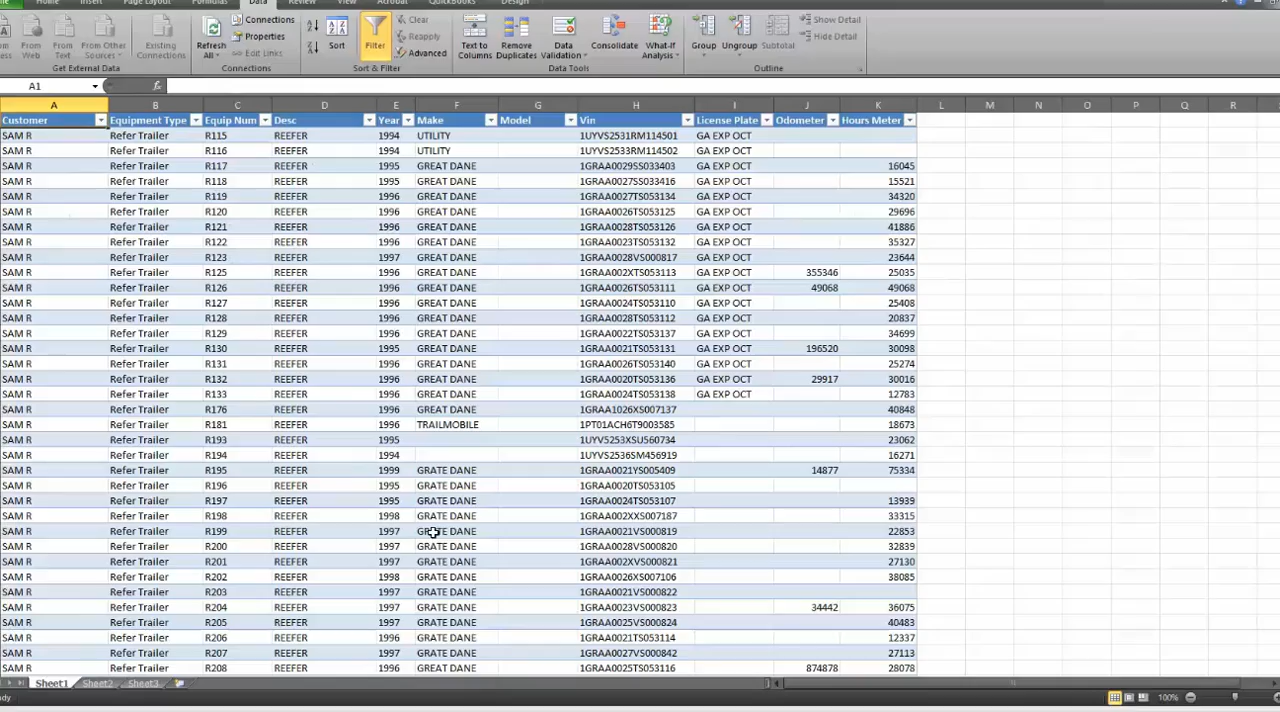 Home Insert Page Layout Formulas Data Review View Acrobat QuickBooks Design
From Web From Text From Other Sources Existing Connections Refresh All Connections Properties Edit Links Sort Filter Clear Reapply Advanced Text to Columns Remove Duplicates Data Validation Consolidate What-If Analysis Group Ungroup Subtotal Show Detail Hide Detail
Get External Data Connections Sort & Filter Data Tools Outline
A1 fx
A B C D E F G H I J K L M N O P Q R
Customer Equipment Type Equip Num Desc Year Make Model Vin License Plate Odometer Hours Meter
SAM R Refer Trailer R115 REEFER 1994 UTILITY 1UYVS2531RM114501 GA EXP OCT
SAM R Refer Trailer R116 REEFER 1994 UTILITY 1UYVS2533RM114502 GA EXP OCT
SAM R Refer Trailer R117 REEFER 1995 GREAT DANE 1GRAA0029SS033403 GA EXP OCT 16045
SAM R Refer Trailer R118 REEFER 1995 GREAT DANE 1GRAA0027SS033416 GA EXP OCT 15521
SAM R Refer Trailer R119 REEFER 1996 GREAT DANE 1GRAA0027TS053134 GA EXP OCT 34320
SAM R Refer Trailer R120 REEFER 1996 GREAT DANE 1GRAA0026TS053125 GA EXP OCT 29696
SAM R Refer Trailer R121 REEFER 1996 GREAT DANE 1GRAA0028TS053126 GA EXP OCT 41886
SAM R Refer Trailer R122 REEFER 1996 GREAT DANE 1GRAA0023TS053132 GA EXP OCT 35327
SAM R Refer Trailer R123 REEFER 1997 GREAT DANE 1GRAA0028VS000817 GA EXP OCT 23644
SAM R Refer Trailer R125 REEFER 1996 GREAT DANE 1GRAA002XTS053113 GA EXP OCT 355346 25035
SAM R Refer Trailer R126 REEFER 1996 GREAT DANE 1GRAA0026TS053111 GA EXP OCT 49068 49068
SAM R Refer Trailer R127 REEFER 1996 GREAT DANE 1GRAA0024TS053110 GA EXP OCT 25408
SAM R Refer Trailer R128 REEFER 1996 GREAT DANE 1GRAA0028TS053112 GA EXP OCT 20837
SAM R Refer Trailer R129 REEFER 1996 GREAT DANE 1GRAA0022TS053137 GA EXP OCT 34699
SAM R Refer Trailer R130 REEFER 1995 GREAT DANE 1GRAA0021TS053131 GA EXP OCT 196520 30098
SAM R Refer Trailer R131 REEFER 1996 GREAT DANE 1GRAA0026TS053140 GA EXP OCT 25274
SAM R Refer Trailer R132 REEFER 1996 GREAT DANE 1GRAA0020TS053136 GA EXP OCT 29917 30016
SAM R Refer Trailer R133 REEFER 1996 GREAT DANE 1GRAA0024TS053138 GA EXP OCT 12783
SAM R Refer Trailer R176 REEFER 1996 GREAT DANE 1GRAA1026XS007137 40848
SAM R Refer Trailer R181 REEFER 1996 TRAILMOBILE 1PT01ACH6T9003585 18673
SAM R Refer Trailer R193 REEFER 1995 1UYV5253XSU560734 23062
SAM R Refer Trailer R194 REEFER 1994 1UYVS2536SM456919 16271
SAM R Refer Trailer R195 REEFER 1999 GRATE DANE 1GRAA0021YS005409 14877 75334
SAM R Refer Trailer R196 REEFER 1995 GRATE DANE 1GRAA0020TS053105
SAM R Refer Trailer R197 REEFER 1995 GRATE DANE 1GRAA0024TS053107 13939
SAM R Refer Trailer R198 REEFER 1998 GRATE DANE 1GRAA002XXS007187 33315
SAM R Refer Trailer R199 REEFER 1997 GRATE DANE 1GRAA0021VS000819 22853
SAM R Refer Trailer R200 REEFER 1997 GRATE DANE 1GRAA0028VS000820 32839
SAM R Refer Trailer R201 REEFER 1997 GRATE DANE 1GRAA002XVS000821 27130
SAM R Refer Trailer R202 REEFER 1998 GRATE DANE 1GRAA0026XS007106 38085
SAM R Refer Trailer R203 REEFER 1997 GRATE DANE 1GRAA0021VS000822
SAM R Refer Trailer R204 REEFER 1997 GRATE DANE 1GRAA0023VS000823 34442 36075
SAM R Refer Trailer R205 REEFER 1997 GRATE DANE 1GRAA0025VS000824 40483
SAM R Refer Trailer R206 REEFER 1996 GRATE DANE 1GRAA0021TS053114 12337
SAM R Refer Trailer R207 REEFER 1997 GRATE DANE 1GRAA0027VS000842 27113
SAM R Refer Trailer R208 REEFER 1996 GREAT DANE 1GRAA0025TS053116 874878 28078
Sheet1 Sheet2 Sheet3
100%